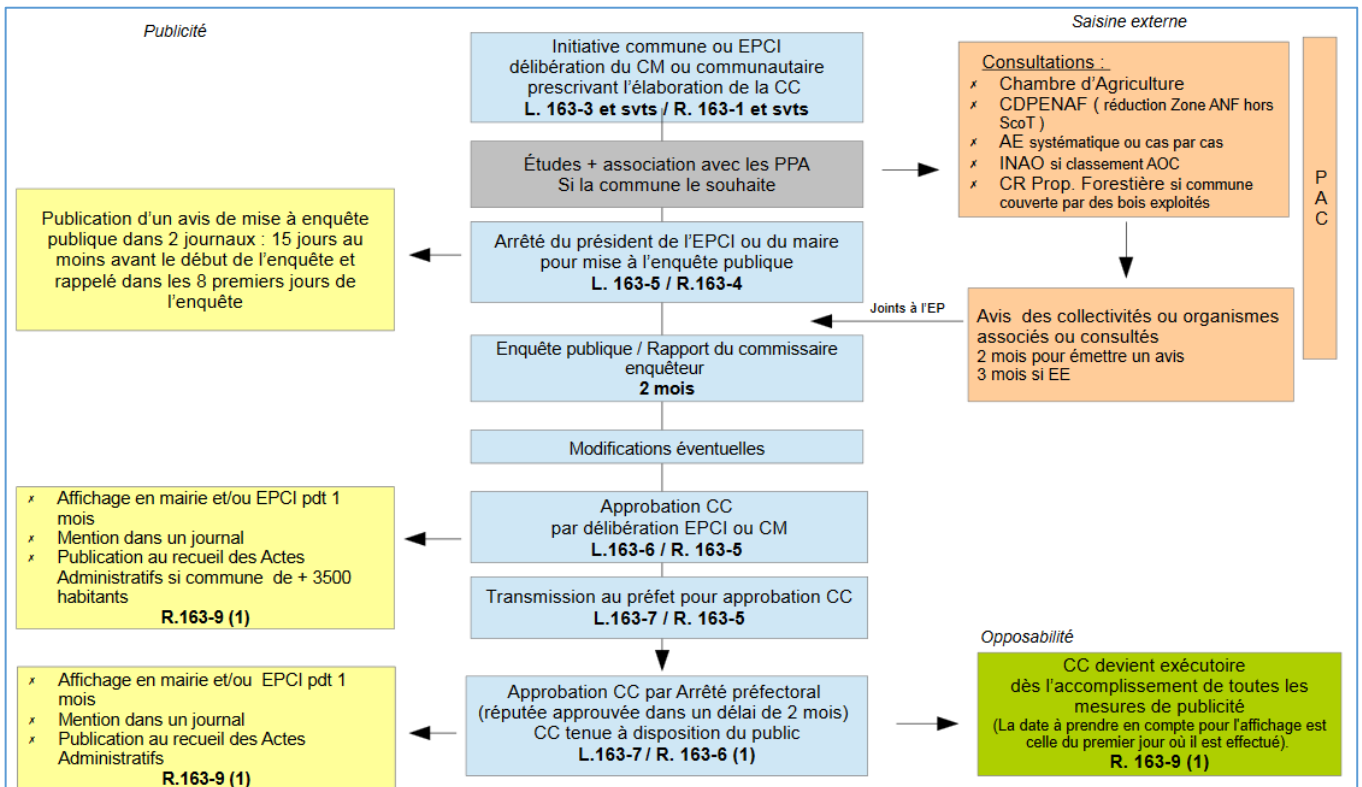 Publicité
Saisine externe
Initiative commune ou EPCI
délibération du CM ou communautaire
prescrivant l'élaboration de la CC
L. 163-3 et svts / R. 163-1 et svts
Consultations :
✗ Chambre d'Agriculture
✗ CDPENAF ( réduction Zone ANF hors
ScoT )
✗ AE systématique ou cas par cas
✗ INAO si classement AOC
✗ CR Prop. Forestière si commune
couverte par des bois exploités
P
A
C
Études + association avec les PPA
Si la commune le souhaite
Publication d'un avis de mise à enquête
publique dans 2 journaux : 15 jours au
moins avant le début de l'enquête et
rappelé dans les 8 premiers jours de
l'enquête
Arrêté du président de l'EPCI ou du maire
pour mise à l'enquête publique
L. 163-5 / R.163-4
Joints à l'EP
Avis des collectivités ou organismes
associés ou consultés
2 mois pour émettre un avis
3 mois si EE
Enquête publique / Rapport du commissaire
enquêteur
2 mois
Modifications éventuelles
✗ Affichage en mairie et/ou EPCI pdt 1
mois
✗ Mention dans un journal
✗ Publication au recueil des Actes
Administratifs si commune de + 3500
habitants
R.163-9 (1)
Approbation CC
par délibération EPCI ou CM
L.163-6 / R. 163-5
Transmission au préfet pour approbation CC
L.163-7 / R. 163-5
✗ Affichage en mairie et/ou EPCI pdt 1
mois
✗ Mention dans un journal
✗ Publication au recueil des Actes
Administratifs
R.163-9 (1)
Approbation CC par Arrêté préfectoral
(réputée approuvée dans un délai de 2 mois)
CC tenue à disposition du public
L.163-7 / R. 163-6 (1)
Opposabilité
CC devient exécutoire
dès l'accomplissement de toutes les
mesures de publicité
(La date à prendre en compte pour l'affichage est
celle du premier jour où il est effectué).
R. 163-9 (1)